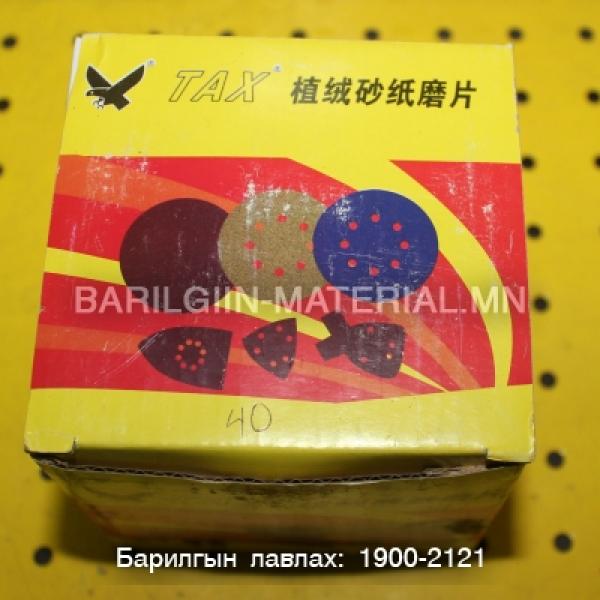 TAX® 植绒砂纸磨片
BARILGIIN-MATERIAL.MN
40
Барилгын лавлах: 1900-2121